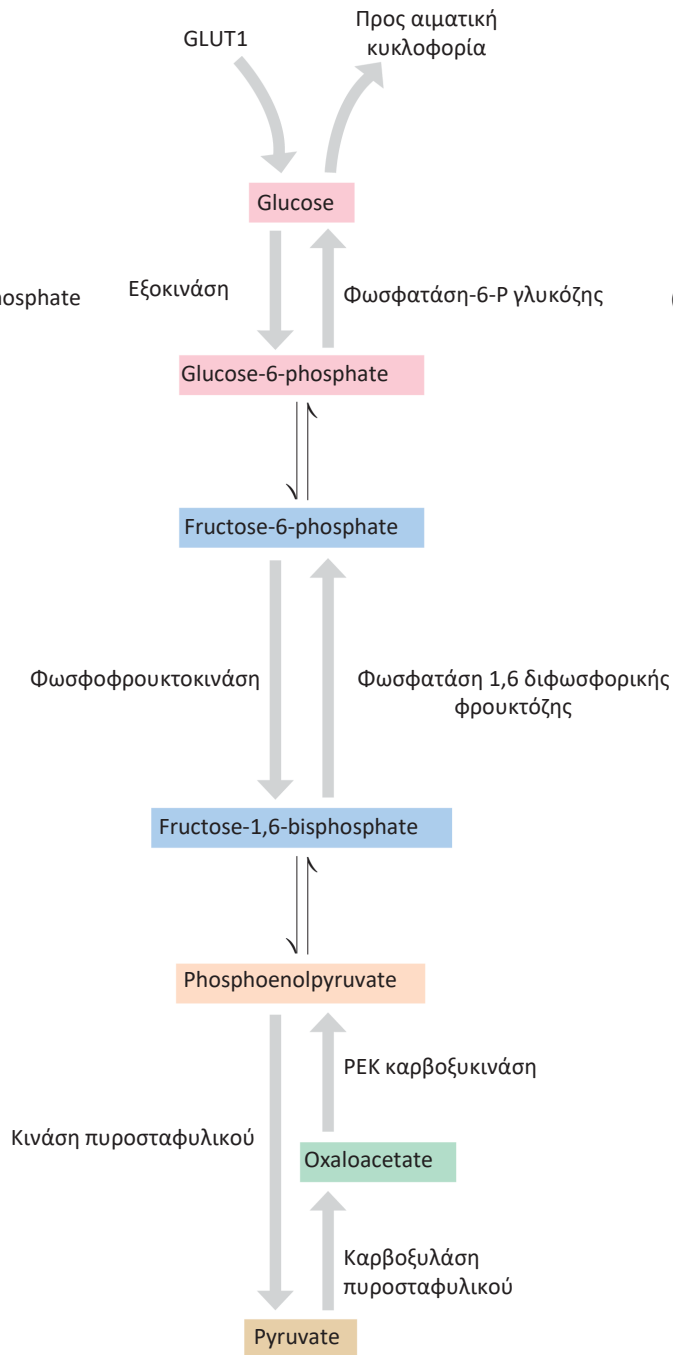 GLUT1
Προς αιματική
κυκλοφορία
Glucose
hosphate
Εξοκινάση
Φωσφατάση-6-P γλυκόζης
(
Glucose-6-phosphate
Fructose-6-phosphate
Φωσφοφρουκτοκινάση
Φωσφατάση 1,6 διφωσφορικής
φρουκτόζης
Fructose-1,6-bisphosphate
Phosphoenolpyruvate
PEK καρβοξυκινάση
Κινάση πυροσταφυλικού
Oxaloacetate
Καρβοξυλάση
πυροσταφυλικού
Pyruvate